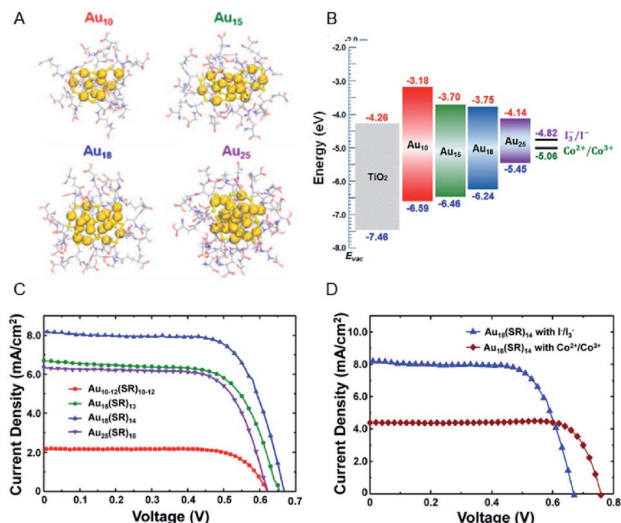 A
Au₁₀
Au₁₅
Au₁₈
Au₂₅
B
-2.0
-3.0
-4.0
-5.0
-6.0
-7.0
-8.0
Energy (eV)
E_vac
-4.26
TiO₂
-7.46
-3.18
Au₁₀
-6.59
-3.70
Au₁₅
-6.46
-3.75
Au₁₈
-6.24
-4.14
Au₂₅
-5.45
-4.82 I₃⁻/I⁻
-5.06 Co²⁺/Co³⁺
C
Current Density (mA/cm²)
8.0
6.0
4.0
2.0
0
Au₁₀₋₁₂(SR)₁₀₋₁₂
Au₁₅(SR)₁₃
Au₁₈(SR)₁₄
Au₂₅(SR)₁₈
0 0.1 0.2 0.3 0.4 0.5 0.6 0.7
Voltage (V)
D
Current Density (mA/cm²)
10.0
8.0
6.0
4.0
2.0
0
Au₁₈(SR)₁₄ with I⁻/I₃⁻
Au₁₈(SR)₁₄ with Co²⁺/Co³⁺
0 0.2 0.4 0.6 0.8
Voltage (V)